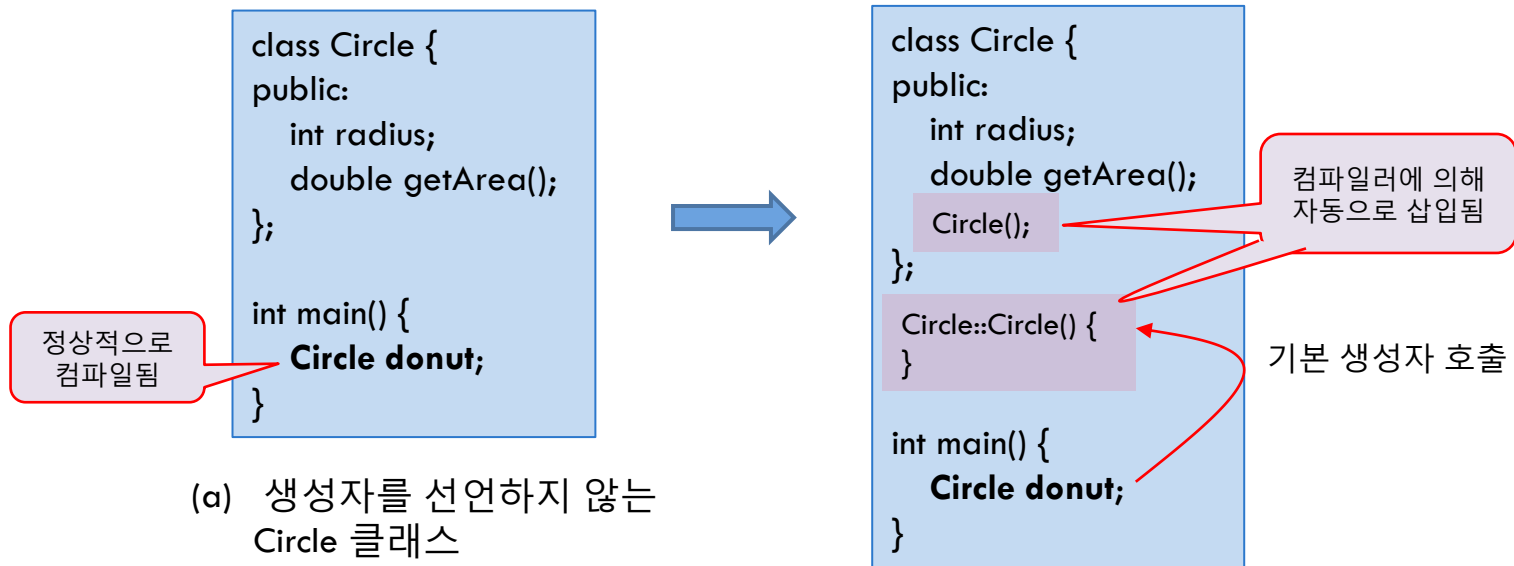 class Circle {
public:
int radius;
double getArea();
};
int main() {
Circle donut;
}
정상적으로
컴파일됨
(a) 생성자를 선언하지 않는
Circle 클래스
class Circle {
public:
int radius;
double getArea();
Circle();
};
Circle::Circle() {
}
int main() {
Circle donut;
}
컴파일러에 의해
자동으로 삽입됨
기본 생성자 호출